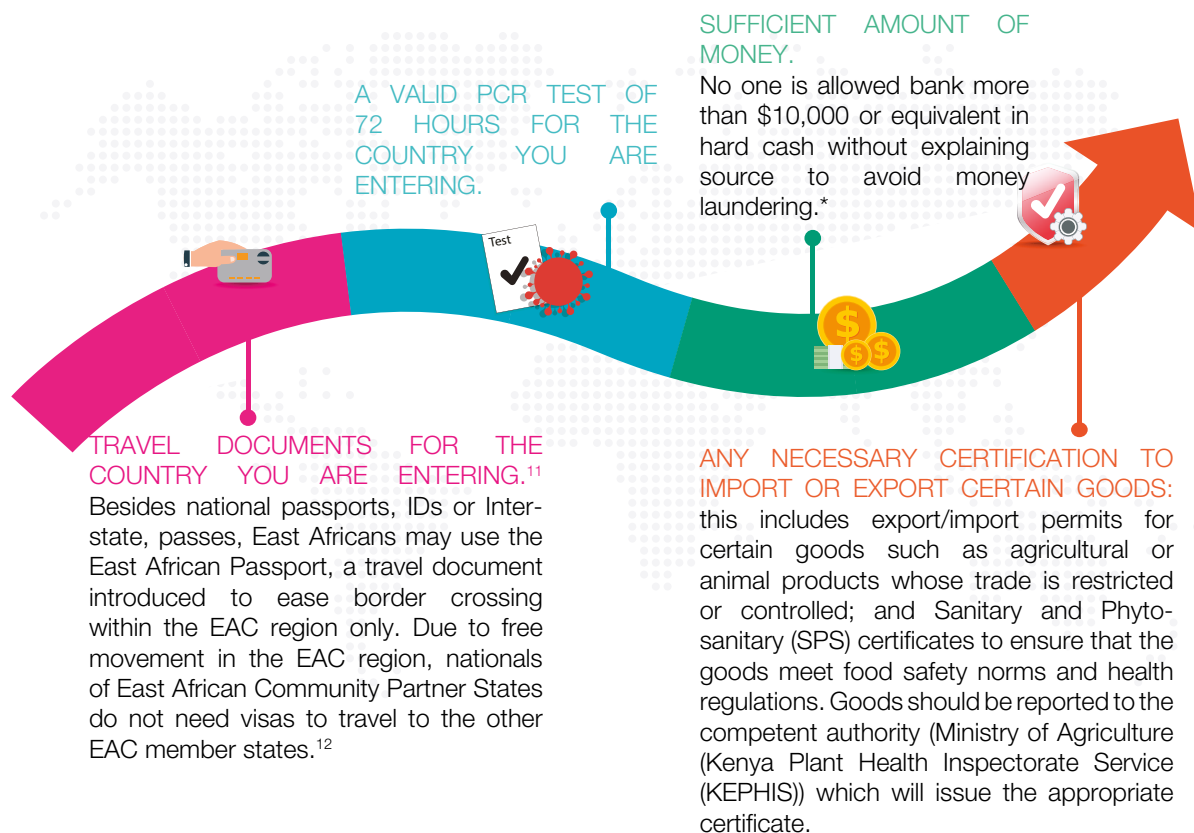 TRAVEL DOCUMENTS FOR THE
COUNTRY YOU ARE ENTERING.11
Besides national passports, IDs or Inter-
state, passes, East Africans may use the
East African Passport, a travel document
introduced to ease border crossing
within the EAC region only. Due to free
movement in the EAC region, nationals
of East African Community Partner States
do not need visas to travel to the other
EAC member states.12
A VALID PCR TEST OF
72 HOURS FOR THE
COUNTRY YOU ARE
ENTERING.
Test
SUFFICIENT AMOUNT OF
MONEY.
No one is allowed bank more
than $10,000 or equivalent in
hard cash without explaining
source to avoid money
laundering.*
$
$
$
ANY NECESSARY CERTIFICATION TO
IMPORT OR EXPORT CERTAIN GOODS:
this includes export/import permits for
certain goods such as agricultural or
animal products whose trade is restricted
or controlled; and Sanitary and Phyto-
sanitary (SPS) certificates to ensure that the
goods meet food safety norms and health
regulations. Goods should be reported to the
competent authority (Ministry of Agriculture
(Kenya Plant Health Inspectorate Service
(KEPHIS)) which will issue the appropriate
certificate.